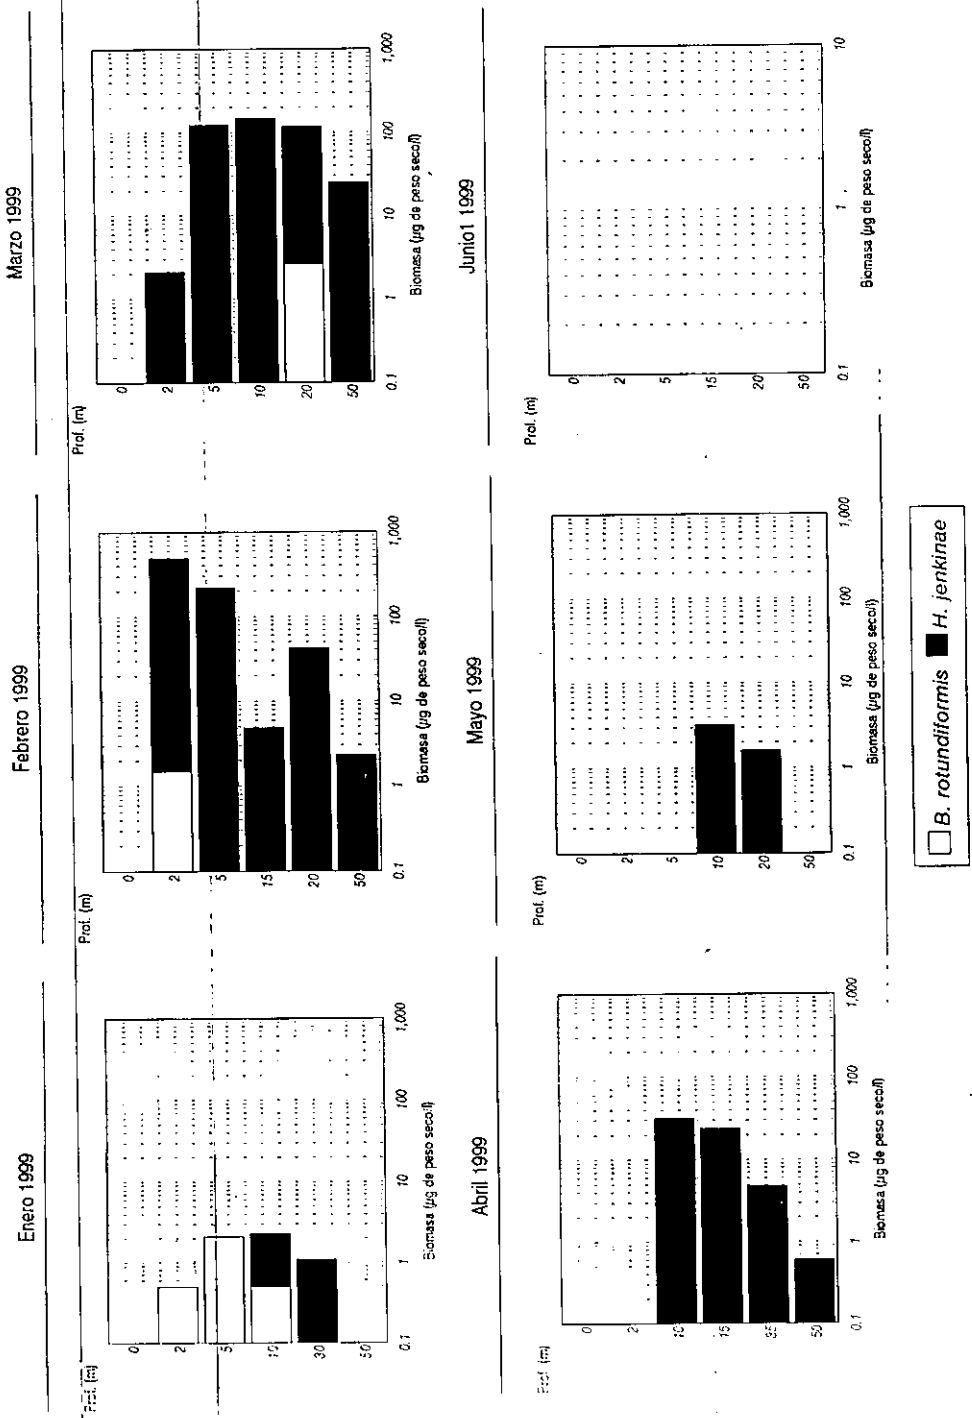 Enero 1999
Prof. (m)
0
2
5
10
30
50
0.1 1 10 100 1,000
Biomasa (µg de peso seco/l)
Febrero 1999
Prof. (m)
0
2
5
15
20
50
0.1 1 10 100 1,000
Biomasa (µg de peso seco/l)
Marzo 1999
Prof. (m)
0
2
5
10
20
50
0.1 1 10 100 1,000
Biomasa (µg de peso seco/l)
Abril 1999
Prof. (m)
0
2
10
15
35
50
0.1 1 10 100 1,000
Biomasa (µg de peso seco/l)
Mayo 1999
Prof. (m)
0
2
5
10
20
50
0.1 1 10 100 1,000
Biomasa (µg de peso seco/l)
Junio1 1999
Prof. (m)
0
2
5
15
20
50
0.1 1 10
Biomasa (µg de peso seco/l)
B. rotundiformis H. jenkinae